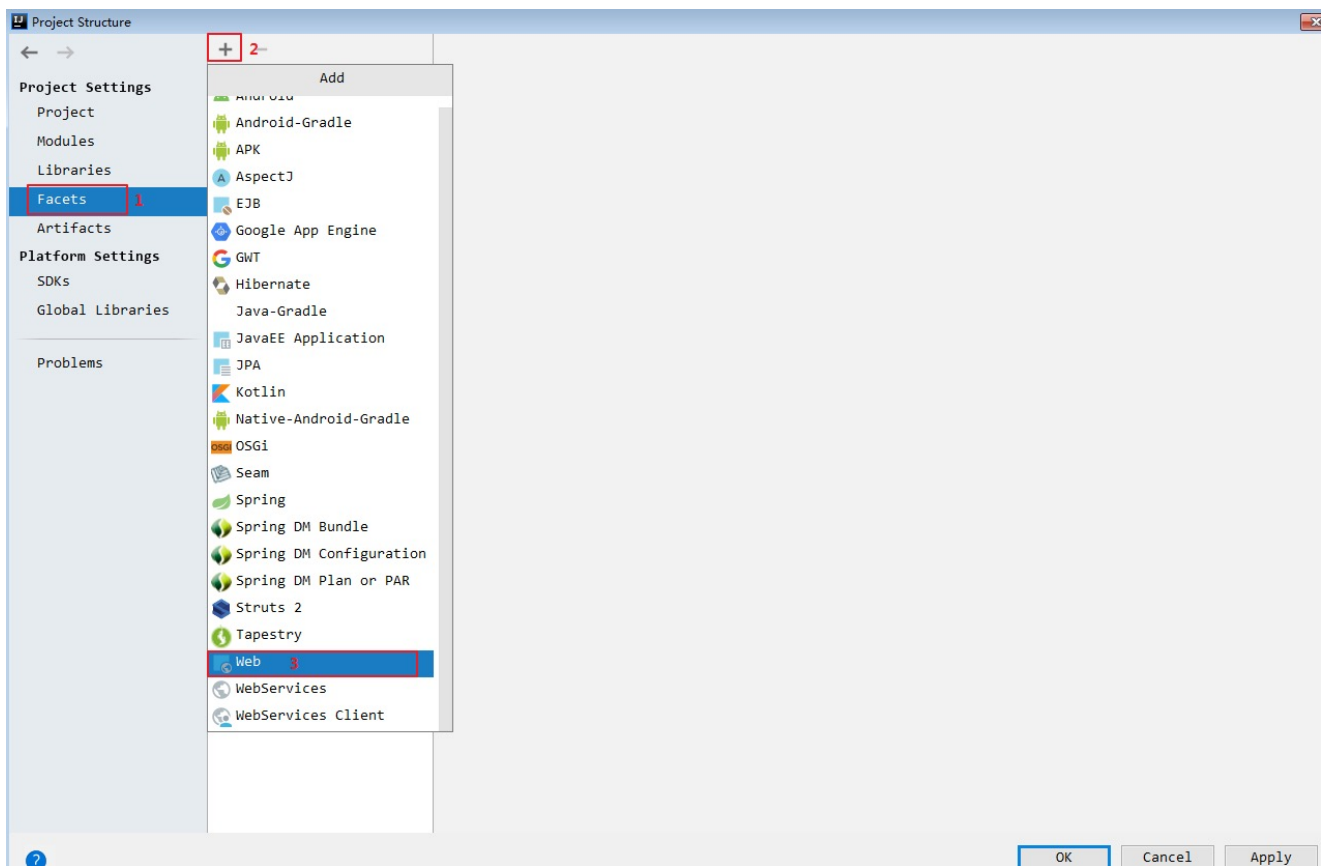 Project Structure
2
Project Settings
Project
Modules
Libraries
Facets 1
Artifacts
Platform Settings
SDKs
Global Libraries
Problems
Add
Android
Android-Gradle
APK
AspectJ
EJB
Google App Engine
GWT
Hibernate
Java-Gradle
JavaEE Application
JPA
Kotlin
Native-Android-Gradle
OSGi OSGi
Seam
Spring
Spring DM Bundle
Spring DM Configuration
Spring DM Plan or PAR
Struts 2
Tapestry
Web 3
WebServices
WebServices Client
?
OK Cancel Apply